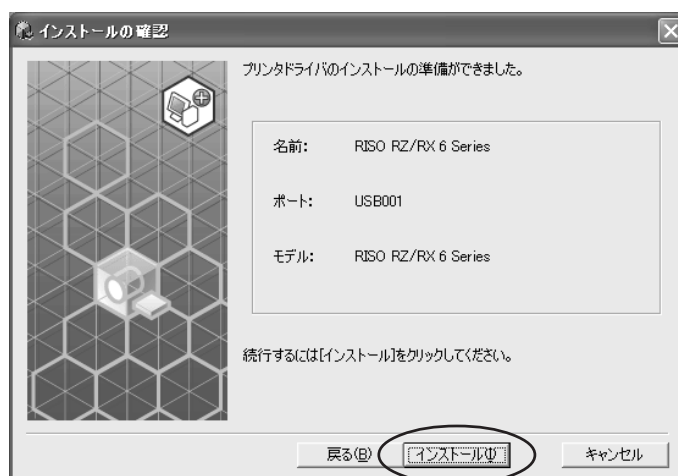 インストールの確認
プリンタドライバのインストールの準備ができました。
名前: RISO RZ/RX 6 Series
ポート: USB001
モデル: RISO RZ/RX 6 Series
続行するには[インストール]をクリックしてください。
戻る(B) インストール(I) キャンセル